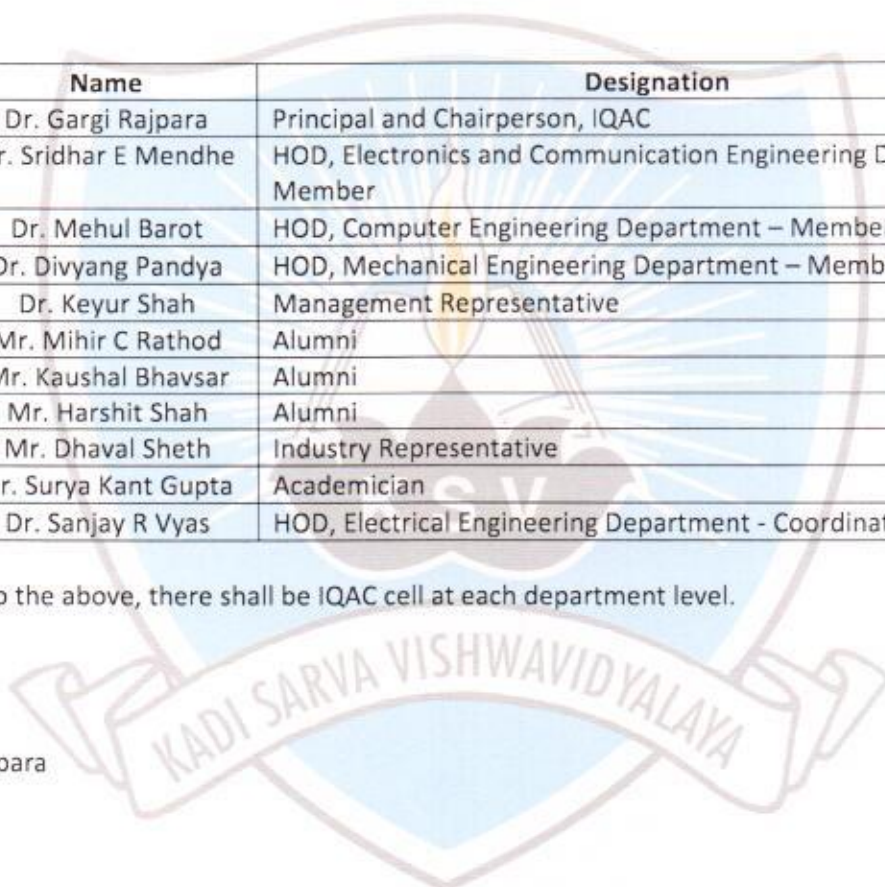 Name Designation
Dr. Gargi Rajpara Principal and Chairperson, IQAC
r. Sridhar E Mendhe HOD, Electronics and Communication Engineering D
Member
Dr. Mehul Barot HOD, Computer Engineering Department – Member
Dr. Divyang Pandya HOD, Mechanical Engineering Department – Memb
Dr. Keyur Shah Management Representative
Mr. Mihir C Rathod Alumni
Mr. Kaushal Bhavsar Alumni
Mr. Harshit Shah Alumni
Mr. Dhaval Sheth Industry Representative
r. Surya Kant Gupta Academician
Dr. Sanjay R Vyas HOD, Electrical Engineering Department - Coordinat
o the above, there shall be IQAC cell at each department level.
KADI SARVA VISHWAVIDYALAYA
para